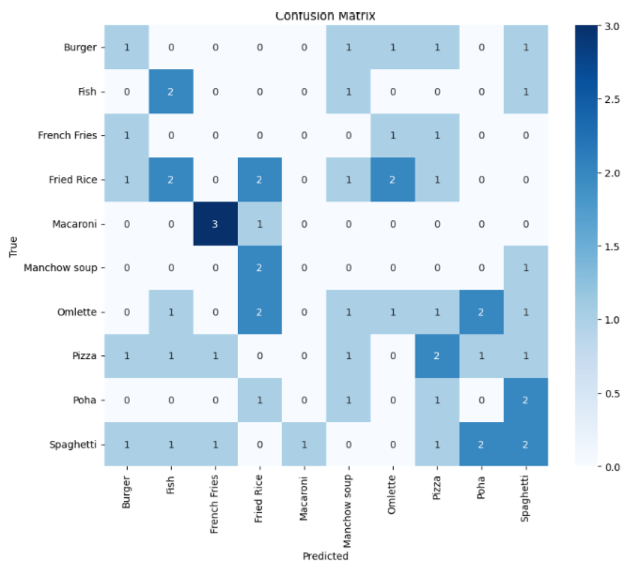 Confusion Matrix
Burger 1 0 0 0 0 1 1 1 0 1
Fish 0 2 0 0 0 1 0 0 0 1
French Fries 1 0 0 0 0 0 1 1 0 0
Fried Rice 1 2 0 2 0 1 2 1 0 0
Macaroni 0 0 3 1 0 0 0 0 0 0
Manchow soup 0 0 0 2 0 0 0 0 0 1
Omlette 0 1 0 2 0 1 1 1 2 1
Pizza 1 1 1 0 0 1 0 2 1 1
Poha 0 0 0 1 0 1 0 1 0 2
Spaghetti 1 1 1 0 1 0 0 1 2 2
True
Burger Fish French Fries Fried Rice Macaroni Manchow soup Omlette Pizza Poha Spaghetti
Predicted
3.0
2.5
2.0
1.5
1.0
0.5
0.0